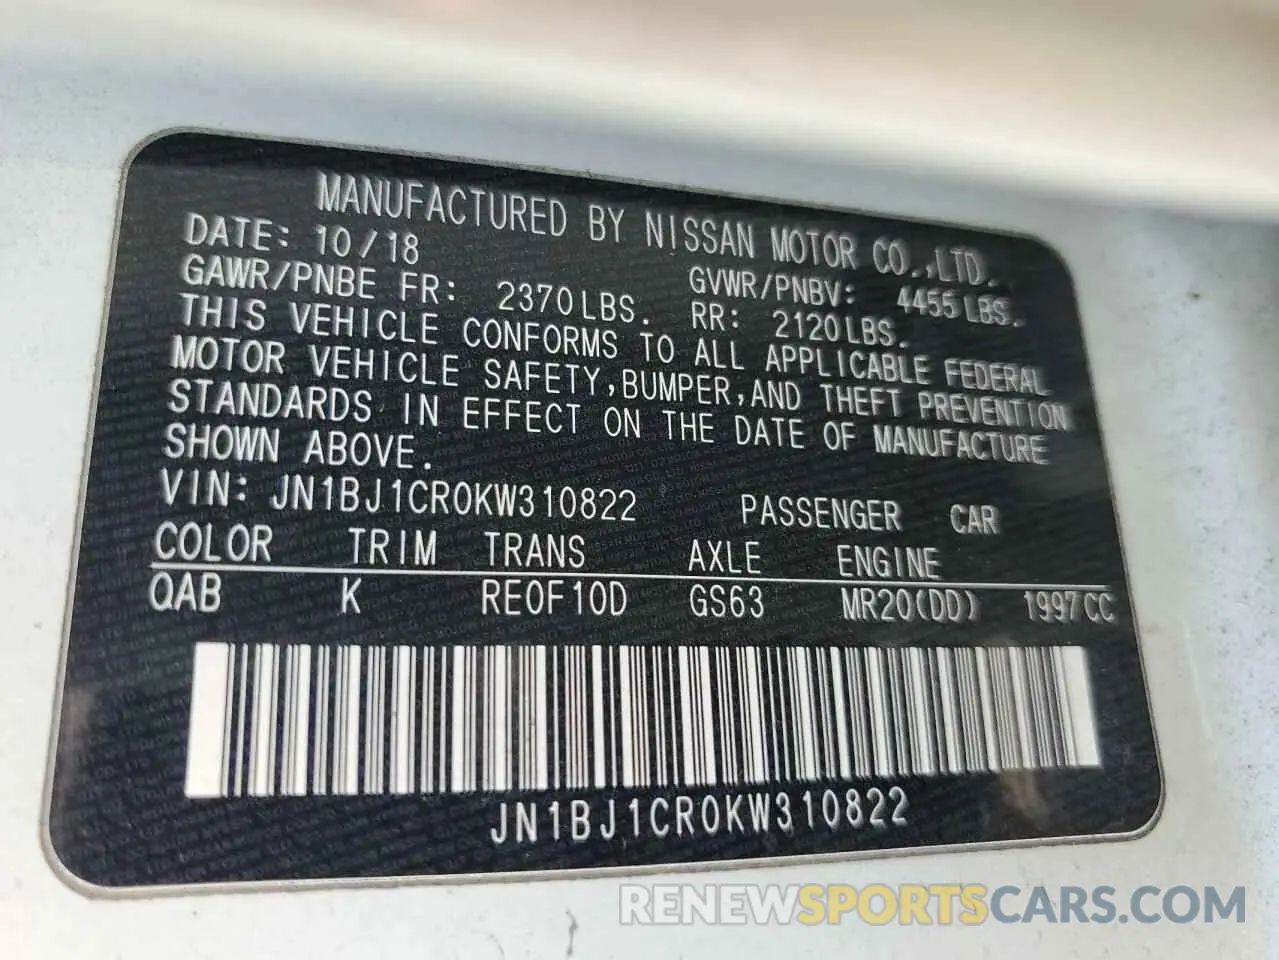 MANUFACTURED BY NISSAN MOTOR CO.,LTD.
DATE: 10/18
GAWR/PNBE FR: 2370LBS. GVWR/PNBV: 4455LBS.
RR: 2120LBS.
THIS VEHICLE CONFORMS TO ALL APPLICABLE FEDERAL
MOTOR VEHICLE SAFETY,BUMPER,AND THEFT PREVENTION
STANDARDS IN EFFECT ON THE DATE OF MANUFACTURE
SHOWN ABOVE.
VIN: JN1BJ1CR0KW310822 PASSENGER CAR
COLOR TRIM TRANS AXLE ENGINE
QAB K RE0F10D GS63 MR20(DD) 1997CC
JN1BJ1CR0KW310822
RENEWSPORTSCARS.COM